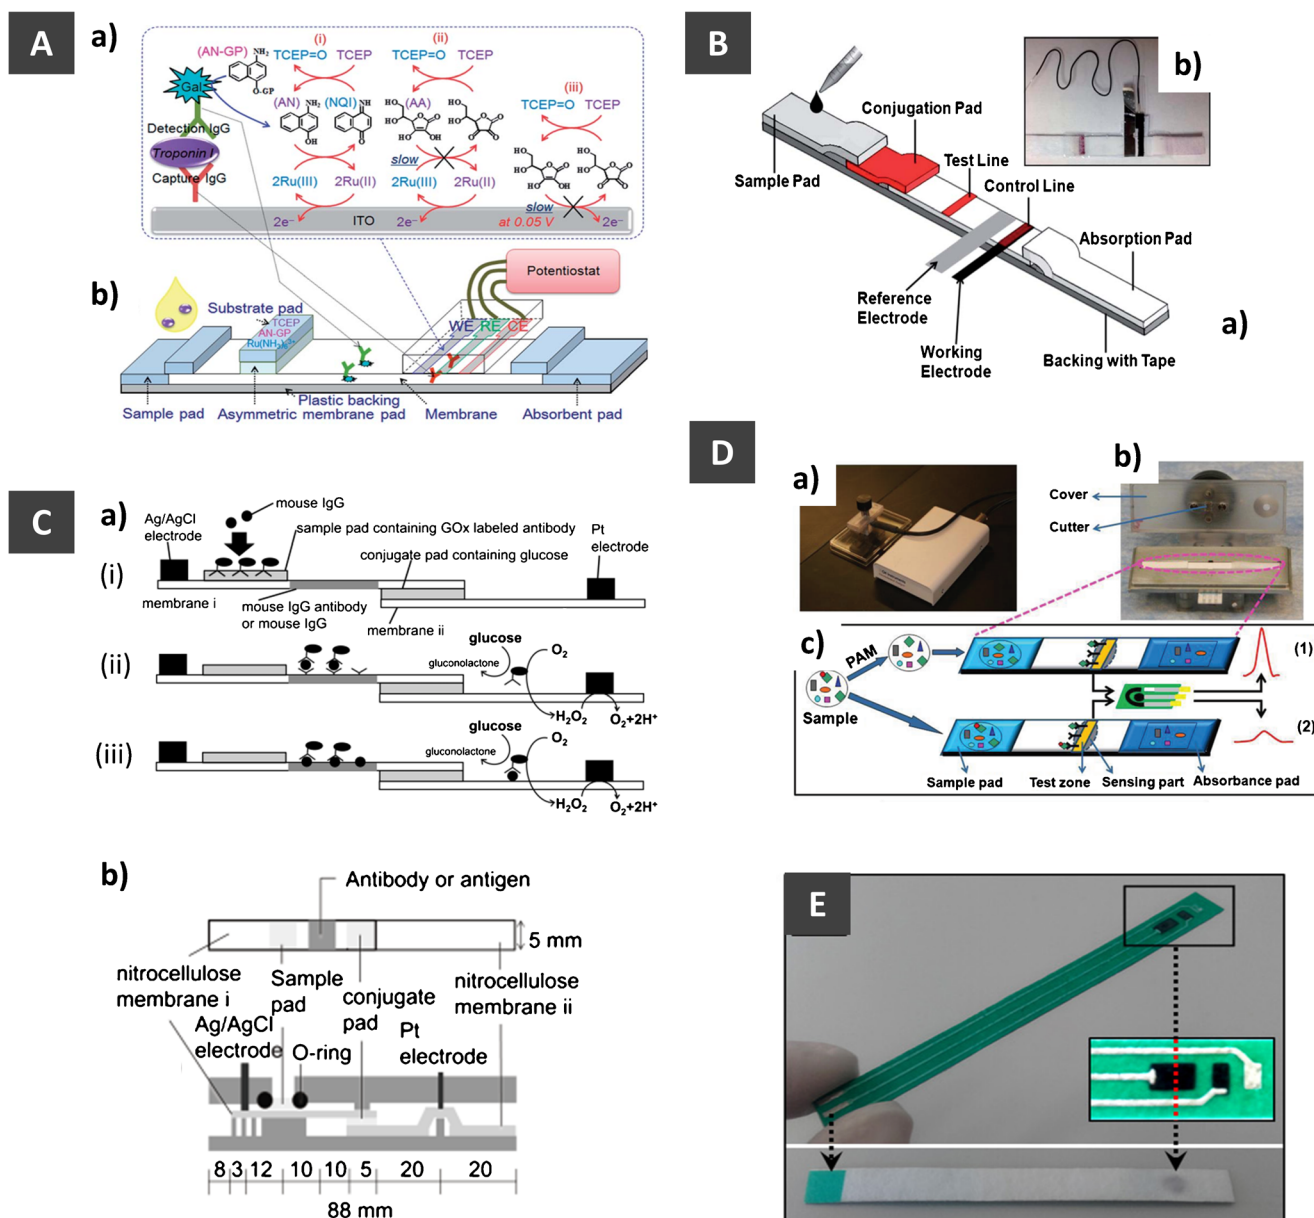 A
a)
(AN-GP)
NH₂
O-GP
Gal
Detection IgG
Troponin I
Capture IgG
(i)
TCEP=O TCEP
(AN) (NQI)
NH₂ NH
OH O
2Ru(III) 2Ru(II)
2e⁻
(ii)
TCEP=O TCEP
(AA)
slow
2Ru(III) 2Ru(II)
2e⁻
(iii)
TCEP=O TCEP
slow
at 0.05 V
2e⁻
ITO
b)
Potentiostat
Substrate pad
TCEP
AN-GP
Ru(NH₃)₆³⁺
WE RE CE
Plastic backing
Sample pad
Asymmetric membrane pad
Membrane
Absorbent pad
B
b)
Conjugation Pad
Test Line
Control Line
Sample Pad
Absorption Pad
Reference
Electrode
Working
Electrode
Backing with Tape
a)
C
a)
mouse IgG
Ag/AgCl
electrode
sample pad containing GOx labeled antibody
conjugate pad containing glucose
Pt
electrode
(i)
membrane i
mouse IgG antibody
or mouse IgG
membrane ii
(ii)
glucose
gluconolactone
O₂
H₂O₂
O₂+2H⁺
(iii)
glucose
gluconolactone
O₂
H₂O₂
O₂+2H⁺
b)
Antibody or antigen
5 mm
nitrocellulose
membrane i
Sample
pad
conjugate
pad
nitrocellulose
membrane ii
Ag/AgCl
electrode
O-ring
Pt
electrode
8 3 12 10 10 5 20 20
88 mm
D
a)
b)
Cover
Cutter
c)
PAM
Sample
(1)
(2)
Sample pad
Test zone
Sensing part
Absorbance pad
E